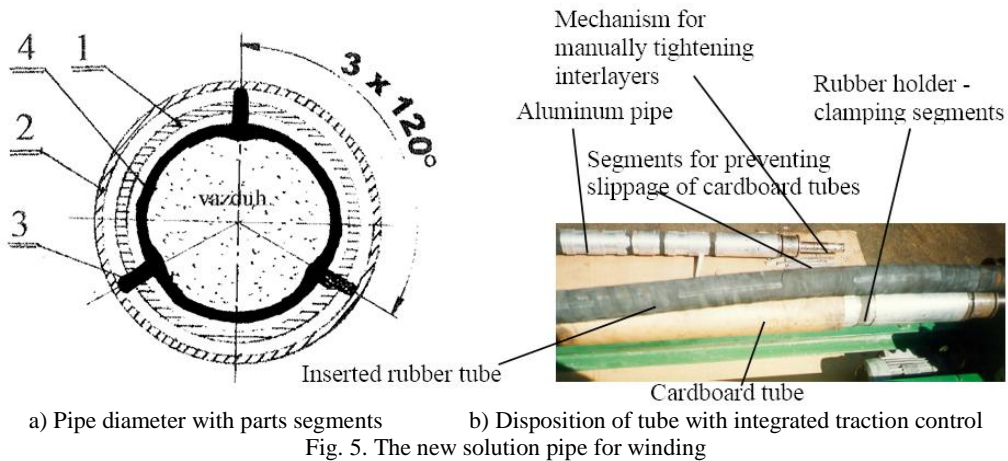 4
1
2
3
3 x 120°
vazduh
Mechanism for
manually tightening
interlayers
Aluminum pipe
Rubber holder -
clamping segments
Segments for preventing
slippage of cardboard tubes
Inserted rubber tube
Cardboard tube
a) Pipe diameter with parts segments
b) Disposition of tube with integrated traction control
Fig. 5. The new solution pipe for winding